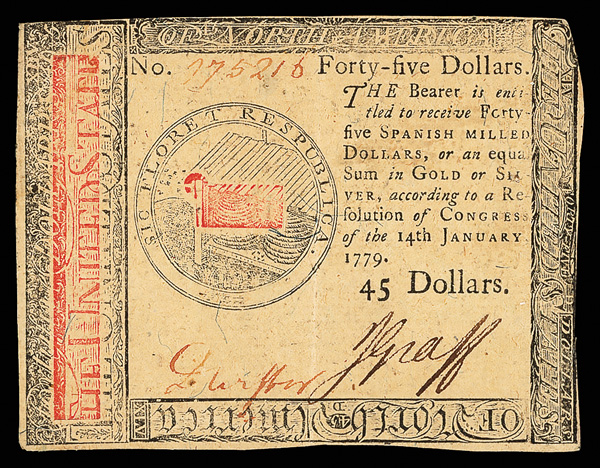 OF NORTH-AMERICA
THE UNITED STATES
No. 275216 Forty-five Dollars.
THE Bearer is enti
tled to receive Forty-
five SPANISH MILLED
DOLLARS, or an equa
Sum in GOLD or SIL
VER, according to a Re
ſolution of CONGRESS
of the 14th JANUARY
1779.
45 Dollars.
SIC FLORET RESPUBLICA.
J Graff
OF North America